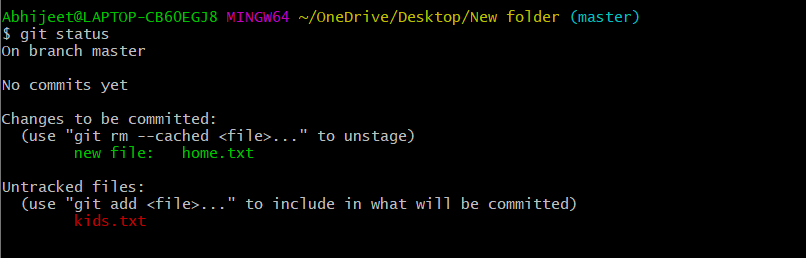 Abhijeet@LAPTOP-CB6OEGJ8 MINGW64 ~/OneDrive/Desktop/New folder (master)
$ git status
On branch master

No commits yet

Changes to be committed:
  (use "git rm --cached <file>..." to unstage)
        new file:   home.txt

Untracked files:
  (use "git add <file>..." to include in what will be committed)
        kids.txt